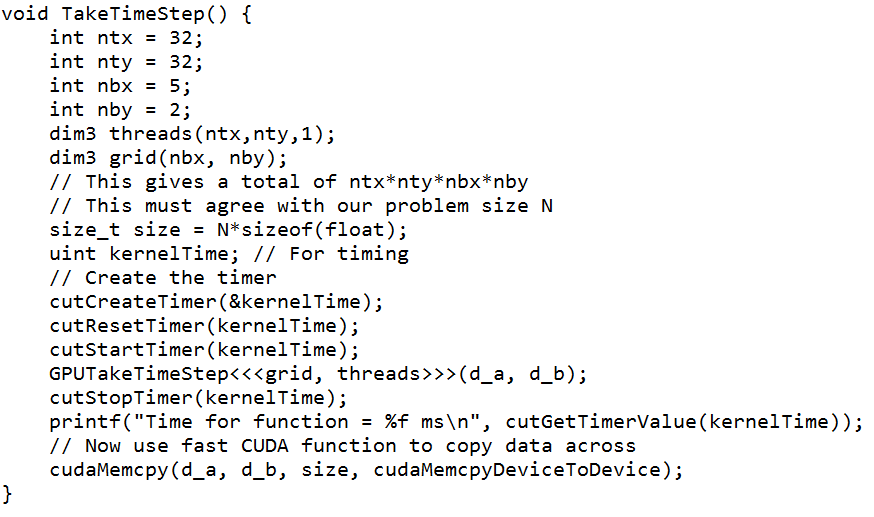 void TakeTimeStep() {
    int ntx = 32;
    int nty = 32;
    int nbx = 5;
    int nby = 2;
    dim3 threads(ntx,nty,1);
    dim3 grid(nbx, nby);
    // This gives a total of ntx*nty*nbx*nby
    // This must agree with our problem size N
    size_t size = N*sizeof(float);
    uint kernelTime; // For timing
    // Create the timer
    cutCreateTimer(&kernelTime);
    cutResetTimer(kernelTime);
    cutStartTimer(kernelTime);
    GPUTakeTimeStep<<<grid, threads>>>(d_a, d_b);
    cutStopTimer(kernelTime);
    printf("Time for function = %f ms\n", cutGetTimerValue(kernelTime));
    // Now use fast CUDA function to copy data across
    cudaMemcpy(d_a, d_b, size, cudaMemcpyDeviceToDevice);
}